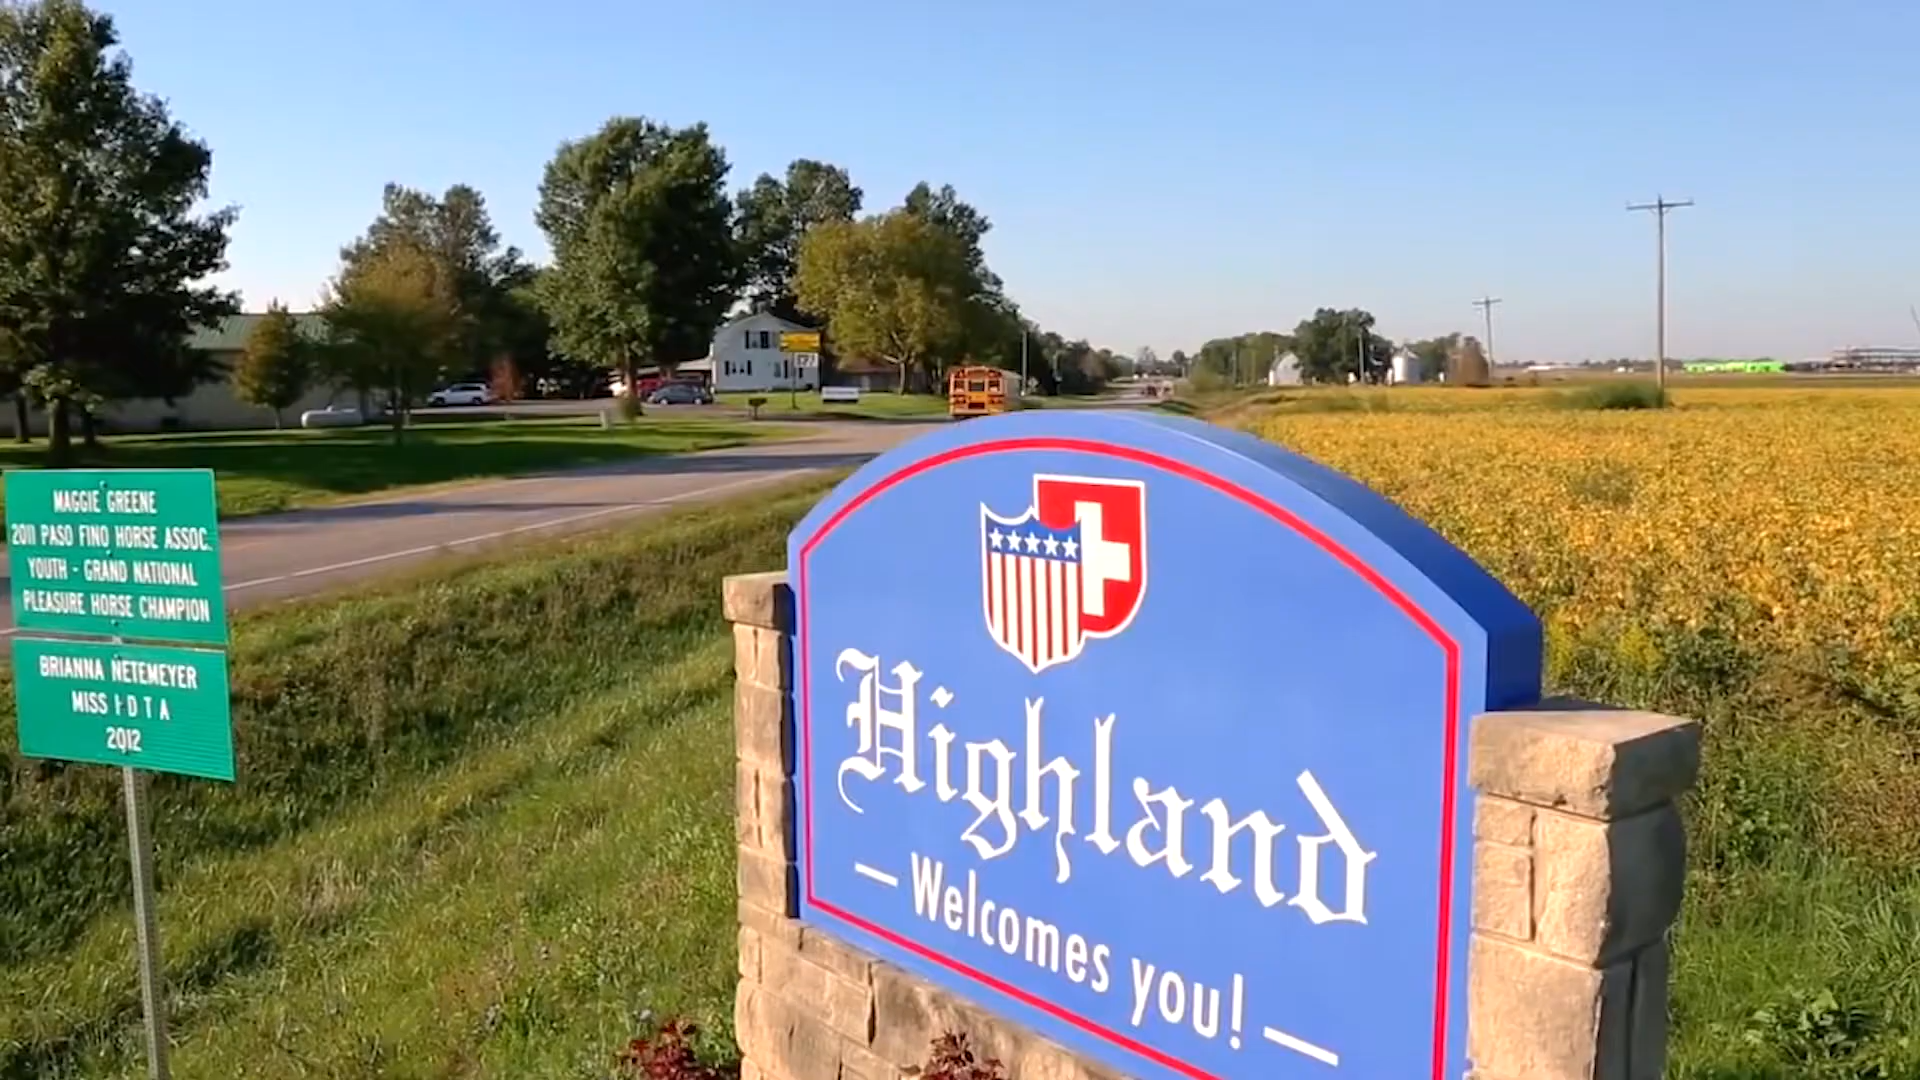 MAGGIE GREENE
2011 PASO FINO HORSE ASSOC.
YOUTH - GRAND NATIONAL
PLEASURE HORSE CHAMPION
BRIANNA NETEMEYER
MISS I D T A
2012
Highland
— Welcomes you! —